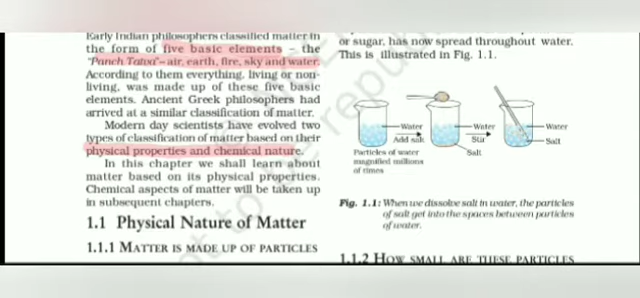 Early Indian philosophers classified matter in
the form of five basic elements – the
"Panch Tatva"– air, earth, fire, sky and water.
According to them everything, living or non-
living, was made up of these five basic
elements. Ancient Greek philosophers had
arrived at a similar classification of matter.
Modern day scientists have evolved two
types of classification of matter based on their
physical properties and chemical nature.
In this chapter we shall learn about
matter based on its physical properties.
Chemical aspects of matter will be taken up
in subsequent chapters.
1.1 Physical Nature of Matter
1.1.1 MATTER IS MADE UP OF PARTICLES
or sugar, has now spread throughout water.
This is illustrated in Fig. 1.1.
Water
Add salt
Water
Stir
Salt
Water
Salt
Particles of water
magnified millions
of times
Fig. 1.1: When we dissolve salt in water, the particles
of salt get into the spaces between particles
of water.
1.1.2 HOW SMALL ARE THESE PARTICLES